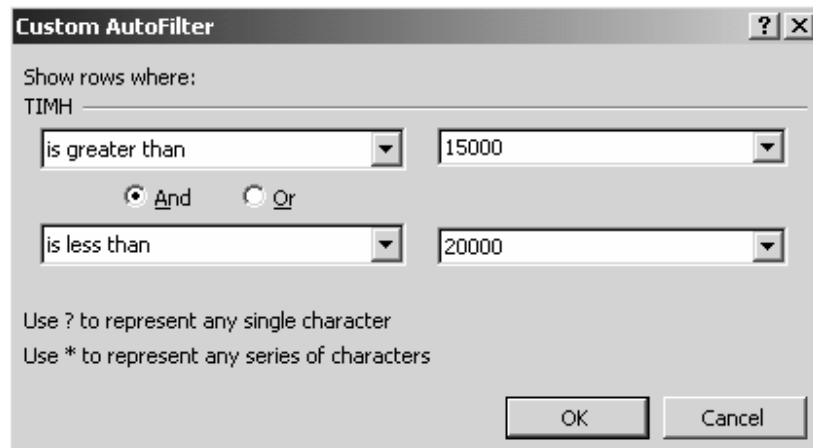 Custom AutoFilter
Show rows where:
TIMH
is greater than 15000
And Or
is less than 20000
Use ? to represent any single character
Use * to represent any series of characters
OK Cancel